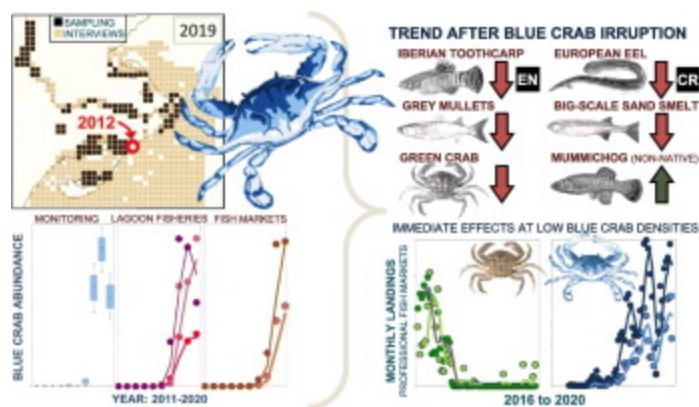 SAMPLING
INTERVIEWS
2019
2012
MONITORING
LAGOON FISHERIES
FISH MARKETS
BLUE CRAB ABUNDANCE
YEAR: 2011-2020
TREND AFTER BLUE CRAB IRRUPTION
IBERIAN TOOTHCARP
EN
EUROPEAN EEL
CR
GREY MULLETS
BIG-SCALE SAND SMELT
GREEN CRAB
MUMMICHOG (NON-NATIVE)
IMMEDIATE EFFECTS AT LOW BLUE CRAB DENSITIES
MONTHLY LANDINGS
PROFESSIONAL FISH MARKETS
2016 to 2020